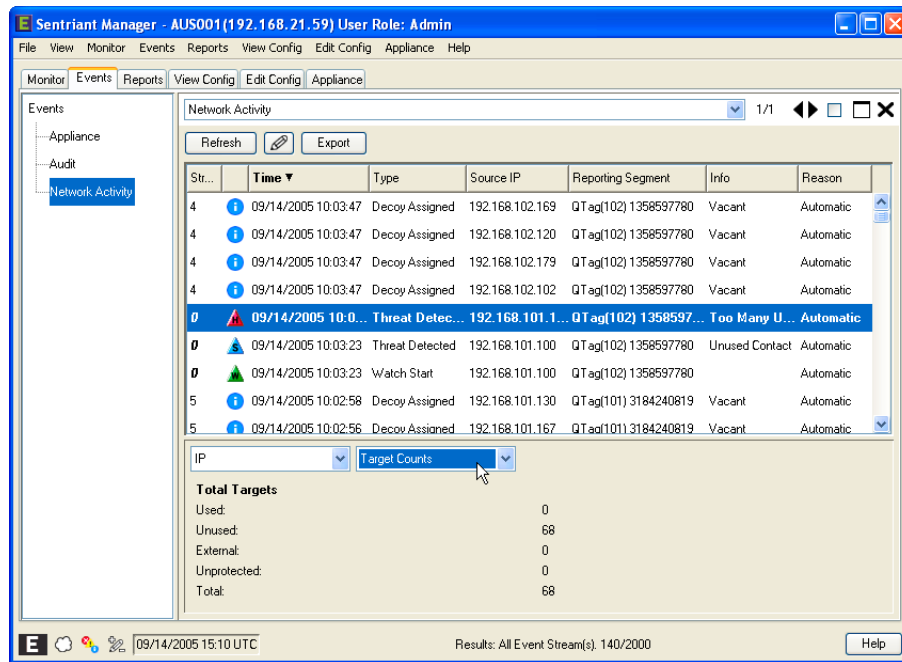 E Sentriant Manager - AUS001(192.168.21.59) User Role: Admin
File View Monitor Events Reports View Config Edit Config Appliance Help
Monitor Events Reports View Config Edit Config Appliance
Events
Appliance
Audit
Network Activity
Network Activity 1/1
Refresh Export
Str... Time ▼ Type Source IP Reporting Segment Info Reason
4 i 09/14/2005 10:03:47 Decoy Assigned 192.168.102.169 QTag(102) 1358597780 Vacant Automatic
4 i 09/14/2005 10:03:47 Decoy Assigned 192.168.102.120 QTag(102) 1358597780 Vacant Automatic
4 i 09/14/2005 10:03:47 Decoy Assigned 192.168.102.179 QTag(102) 1358597780 Vacant Automatic
4 i 09/14/2005 10:03:47 Decoy Assigned 192.168.102.102 QTag(102) 1358597780 Vacant Automatic
0 H 09/14/2005 10:0... Threat Detec... 192.168.101.1... QTag(102) 1358597... Too Many U... Automatic
0 S 09/14/2005 10:03:23 Threat Detected 192.168.101.100 QTag(102) 1358597780 Unused Contact Automatic
0 W 09/14/2005 10:03:23 Watch Start 192.168.101.100 QTag(102) 1358597780 Automatic
5 i 09/14/2005 10:02:58 Decoy Assigned 192.168.101.130 QTag(101) 3184240819 Vacant Automatic
5 i 09/14/2005 10:02:56 Decoy Assigned 192.168.101.167 QTag(101) 3184240819 Vacant Automatic
IP Target Counts
Total Targets
Used: 0
Unused: 68
External: 0
Unprotected: 0
Total: 68
E 09/14/2005 15:10 UTC Results: All Event Stream(s). 140/2000 Help